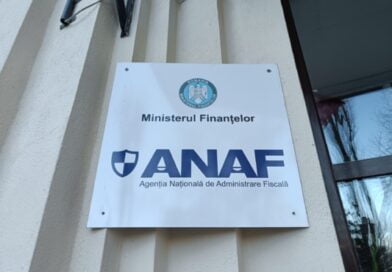 Ministerul Finanțelor
ANAF
Agenția Națională de Administrare Fiscală